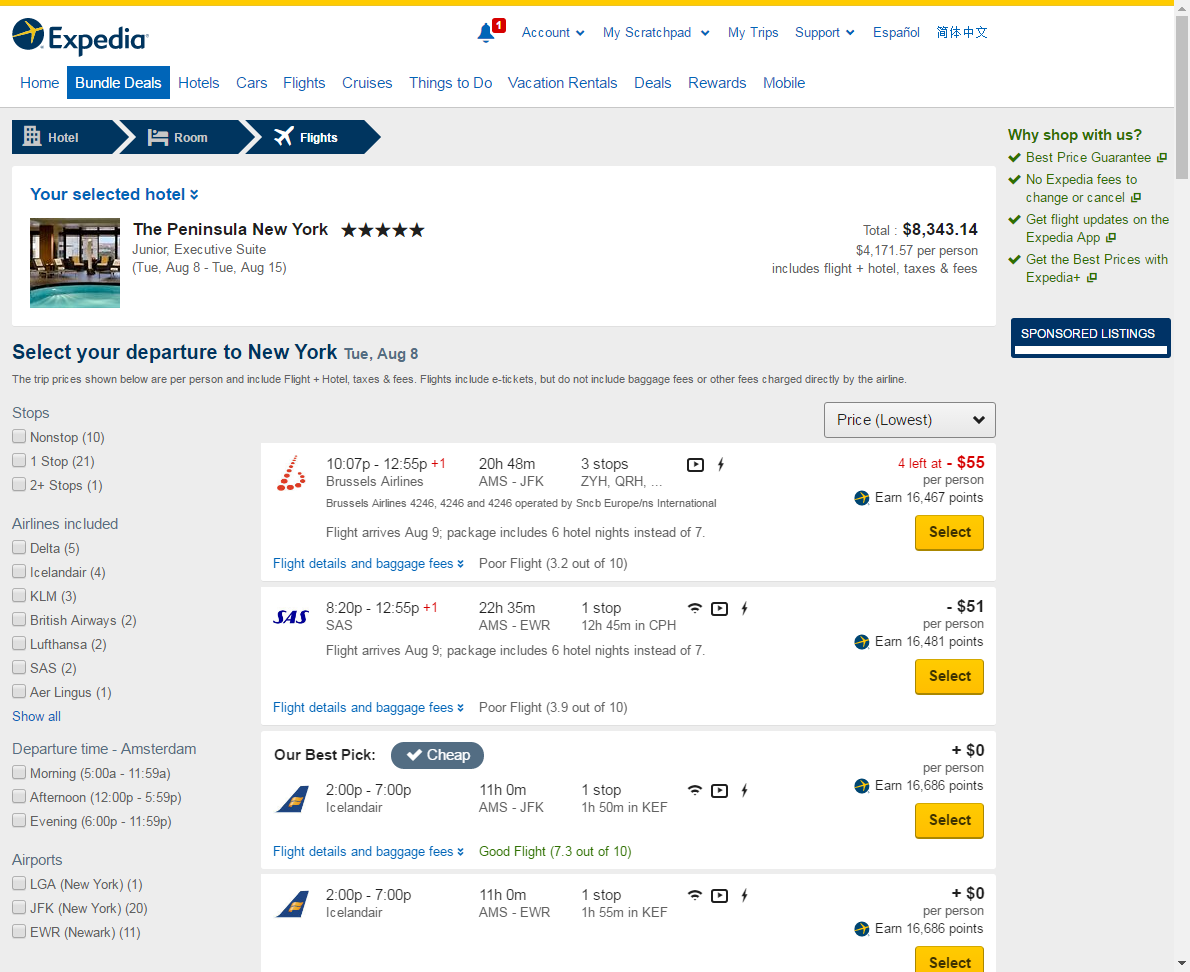 Expedia
1
Account
My Scratchpad
My Trips
Support
Español
简体中文
Home
Bundle Deals
Hotels
Cars
Flights
Cruises
Things to Do
Vacation Rentals
Deals
Rewards
Mobile
Hotel
Room
Flights
Your selected hotel
The Peninsula New York
Junior, Executive Suite
(Tue, Aug 8 - Tue, Aug 15)
Total : $8,343.14
$4,171.57 per person
includes flight + hotel, taxes & fees
Why shop with us?
Best Price Guarantee
No Expedia fees to
change or cancel
Get flight updates on the
Expedia App
Get the Best Prices with
Expedia+
SPONSORED LISTINGS
Select your departure to New York Tue, Aug 8
The trip prices shown below are per person and include Flight + Hotel, taxes & fees. Flights include e-tickets, but do not include baggage fees or other fees charged directly by the airline.
Price (Lowest)
Stops
Nonstop (10)
1 Stop (21)
2+ Stops (1)
Airlines included
Delta (5)
Icelandair (4)
KLM (3)
British Airways (2)
Lufthansa (2)
SAS (2)
Aer Lingus (1)
Show all
Departure time - Amsterdam
Morning (5:00a - 11:59a)
Afternoon (12:00p - 5:59p)
Evening (6:00p - 11:59p)
Airports
LGA (New York) (1)
JFK (New York) (20)
EWR (Newark) (11)
10:07p - 12:55p +1
Brussels Airlines
20h 48m
AMS - JFK
3 stops
ZYH, QRH, ...
Brussels Airlines 4246, 4246 and 4246 operated by Sncb Europe/ns International
Flight arrives Aug 9; package includes 6 hotel nights instead of 7.
Flight details and baggage fees
Poor Flight (3.2 out of 10)
4 left at - $55
per person
Earn 16,467 points
Select
SAS
8:20p - 12:55p +1
SAS
22h 35m
AMS - EWR
1 stop
12h 45m in CPH
Flight arrives Aug 9; package includes 6 hotel nights instead of 7.
Flight details and baggage fees
Poor Flight (3.9 out of 10)
- $51
per person
Earn 16,481 points
Select
Our Best Pick:
Cheap
2:00p - 7:00p
Icelandair
11h 0m
AMS - JFK
1 stop
1h 50m in KEF
Flight details and baggage fees
Good Flight (7.3 out of 10)
+ $0
per person
Earn 16,686 points
Select
2:00p - 7:00p
Icelandair
11h 0m
AMS - EWR
1 stop
1h 55m in KEF
+ $0
per person
Earn 16,686 points
Select